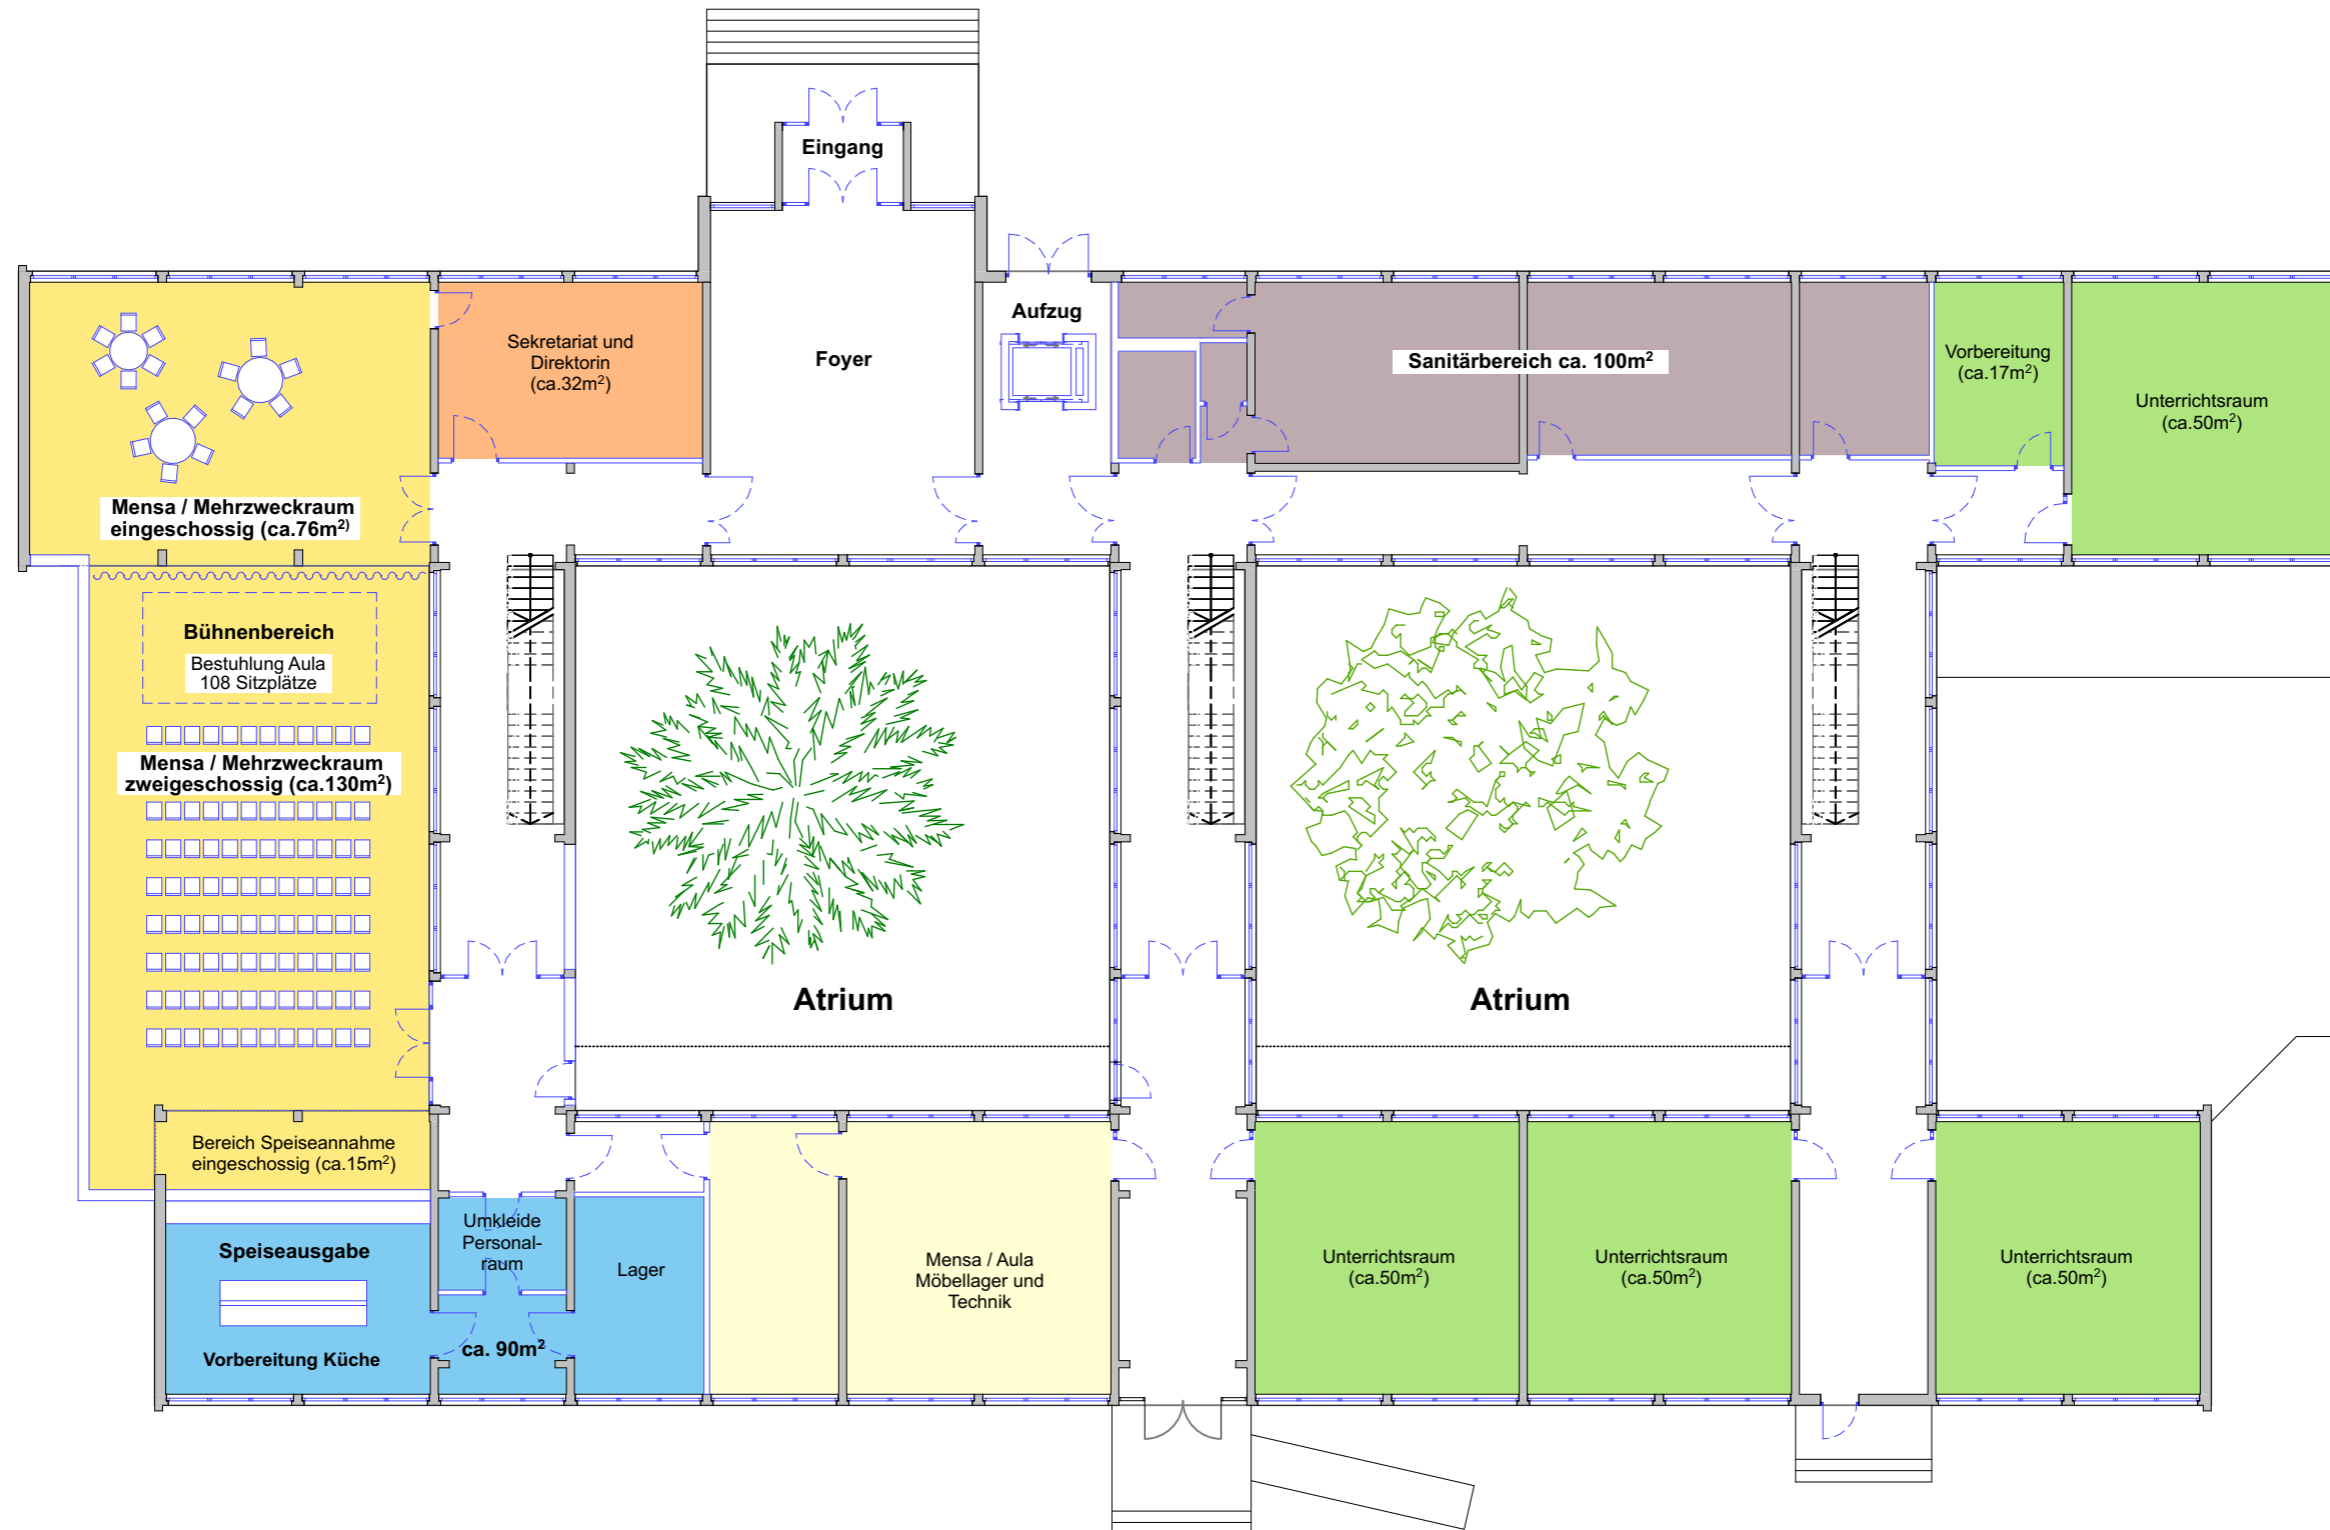 Eingang
Aufzug
Foyer
Sekretariat und
Direktorin
(ca.32m²)
Sanitärbereich ca. 100m²
Vorbereitung
(ca.17m²)
Unterrichtsraum
(ca.50m²)
Mensa / Mehrzweckraum
eingeschossig (ca.76m²⁾
Bühnenbereich
Bestuhlung Aula
108 Sitzplätze
Mensa / Mehrzweckraum
zweigeschossig (ca.130m²)
Atrium
Atrium
Bereich Speiseannahme
eingeschossig (ca.15m²)
Speiseausgabe
Vorbereitung Küche
Umkleide
Personal-
raum
ca. 90m²
Lager
Mensa / Aula
Möbellager und
Technik
Unterrichtsraum
(ca.50m²)
Unterrichtsraum
(ca.50m²)
Unterrichtsraum
(ca.50m²)